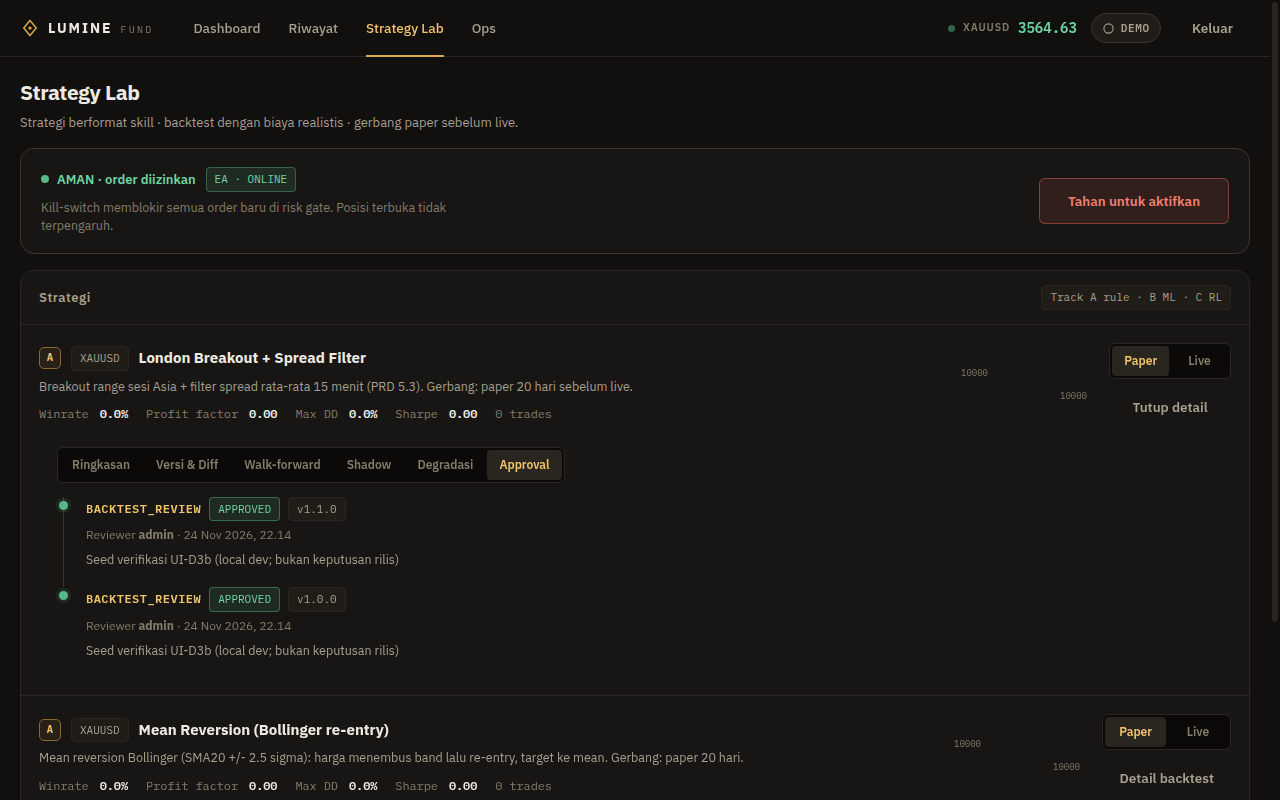 LUMINE FUND Dashboard Riwayat Strategy Lab Ops XAUUSD 3564.63 DEMO Keluar
Strategy Lab
Strategi berformat skill · backtest dengan biaya realistis · gerbang paper sebelum live.
AMAN · order diizinkan EA · ONLINE
Kill-switch memblokir semua order baru di risk gate. Posisi terbuka tidak
terpengaruh.
Tahan untuk aktifkan
Strategi Track A rule · B ML · C RL
A XAUUSD London Breakout + Spread Filter
Breakout range sesi Asia + filter spread rata-rata 15 menit (PRD 5.3). Gerbang: paper 20 hari sebelum live.
Winrate 0.0% Profit factor 0.00 Max DD 0.0% Sharpe 0.00 0 trades
10000
10000
Paper Live
Tutup detail
Ringkasan Versi & Diff Walk-forward Shadow Degradasi Approval
BACKTEST_REVIEW APPROVED v1.1.0
Reviewer admin · 24 Nov 2026, 22.14
Seed verifikasi UI-D3b (local dev; bukan keputusan rilis)
BACKTEST_REVIEW APPROVED v1.0.0
Reviewer admin · 24 Nov 2026, 22.14
Seed verifikasi UI-D3b (local dev; bukan keputusan rilis)
A XAUUSD Mean Reversion (Bollinger re-entry)
Mean reversion Bollinger (SMA20 +/- 2.5 sigma): harga menembus band lalu re-entry, target ke mean. Gerbang: paper 20 hari.
Winrate 0.0% Profit factor 0.00 Max DD 0.0% Sharpe 0.00 0 trades
10000
10000
Paper Live
Detail backtest